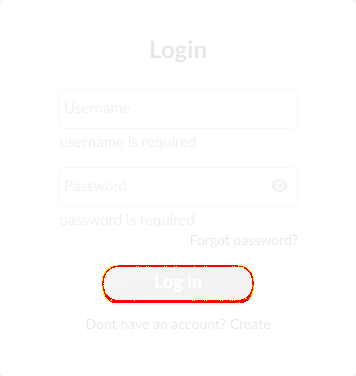 Login
Username
username is required
Password
password is required
Forgot password?
Log in
Dont have an account? Create